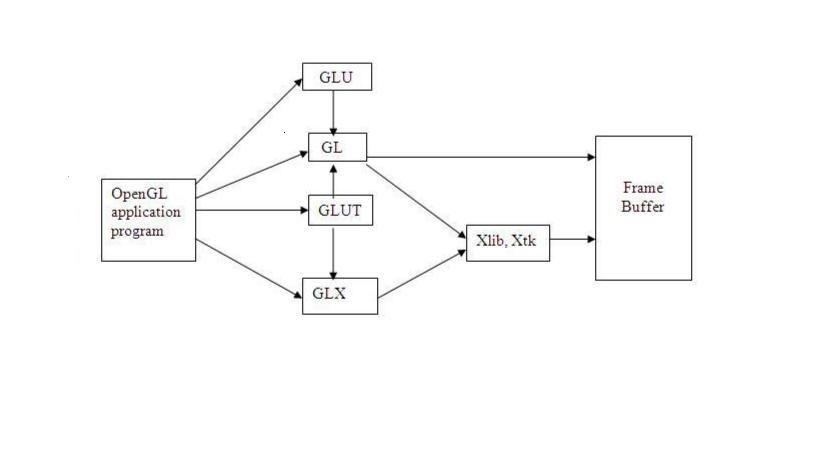 GLU
GL
OpenGL
application
program
GLUT
GLX
Xlib, Xtk
Frame
Buffer